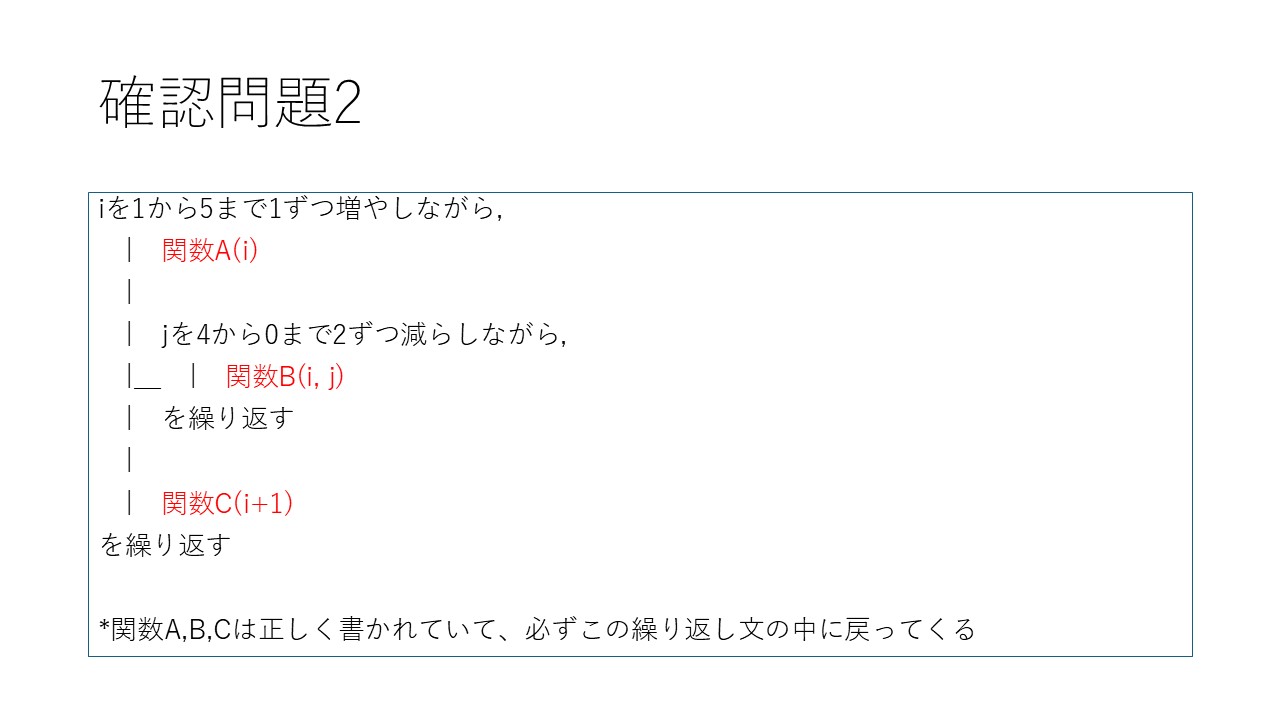 確認問題2
iを1から5まで1ずつ増やしながら,
｜　関数A(i)
｜
｜　jを4から0まで2ずつ減らしながら,
|＿　｜　関数B(i, j)
｜　を繰り返す
｜
｜　関数C(i+1)
を繰り返す
*関数A,B,Cは正しく書かれていて、必ずこの繰り返し文の中に戻ってくる